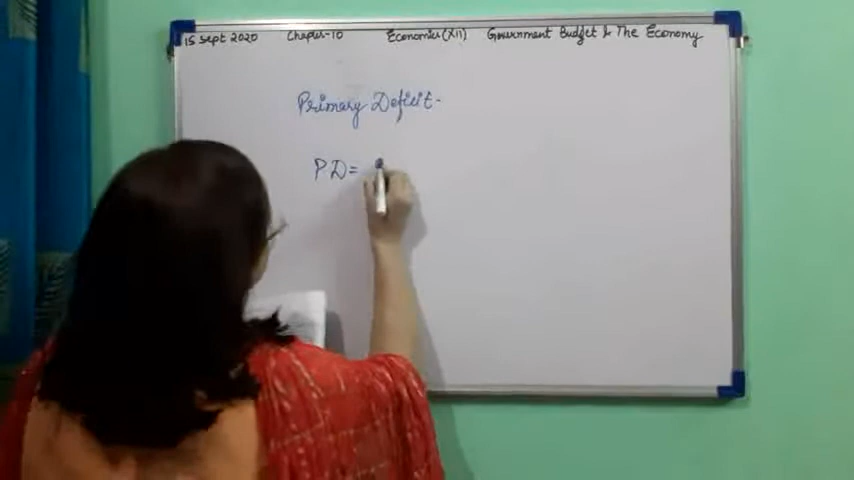 15 Sept 2020 Chapter-10 Economics(XII) Government Budget & The Economy
Primary Deficit-
PD=